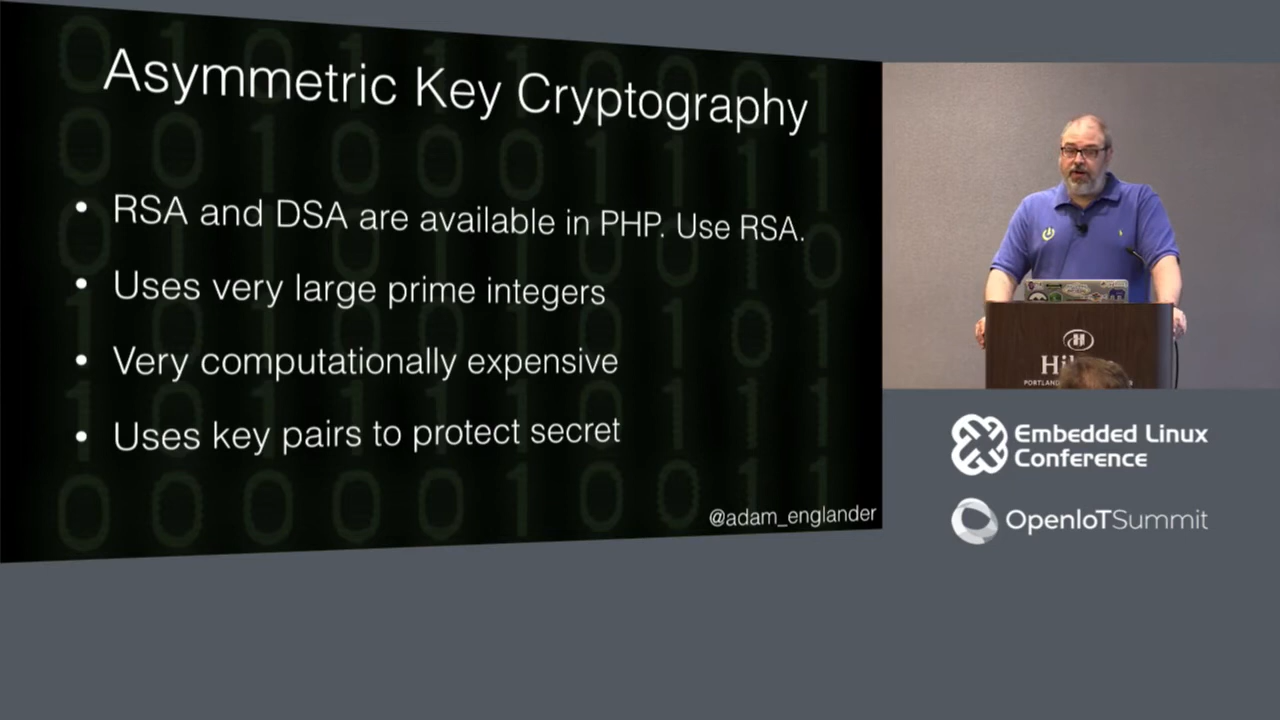 Asymmetric Key Cryptography
• RSA and DSA are available in PHP. Use RSA.
• Uses very large prime integers
• Very computationally expensive
• Uses key pairs to protect secret
@adam_englander
H
PORTLAND
Embedded Linux
Conference
OpenIoTSummit